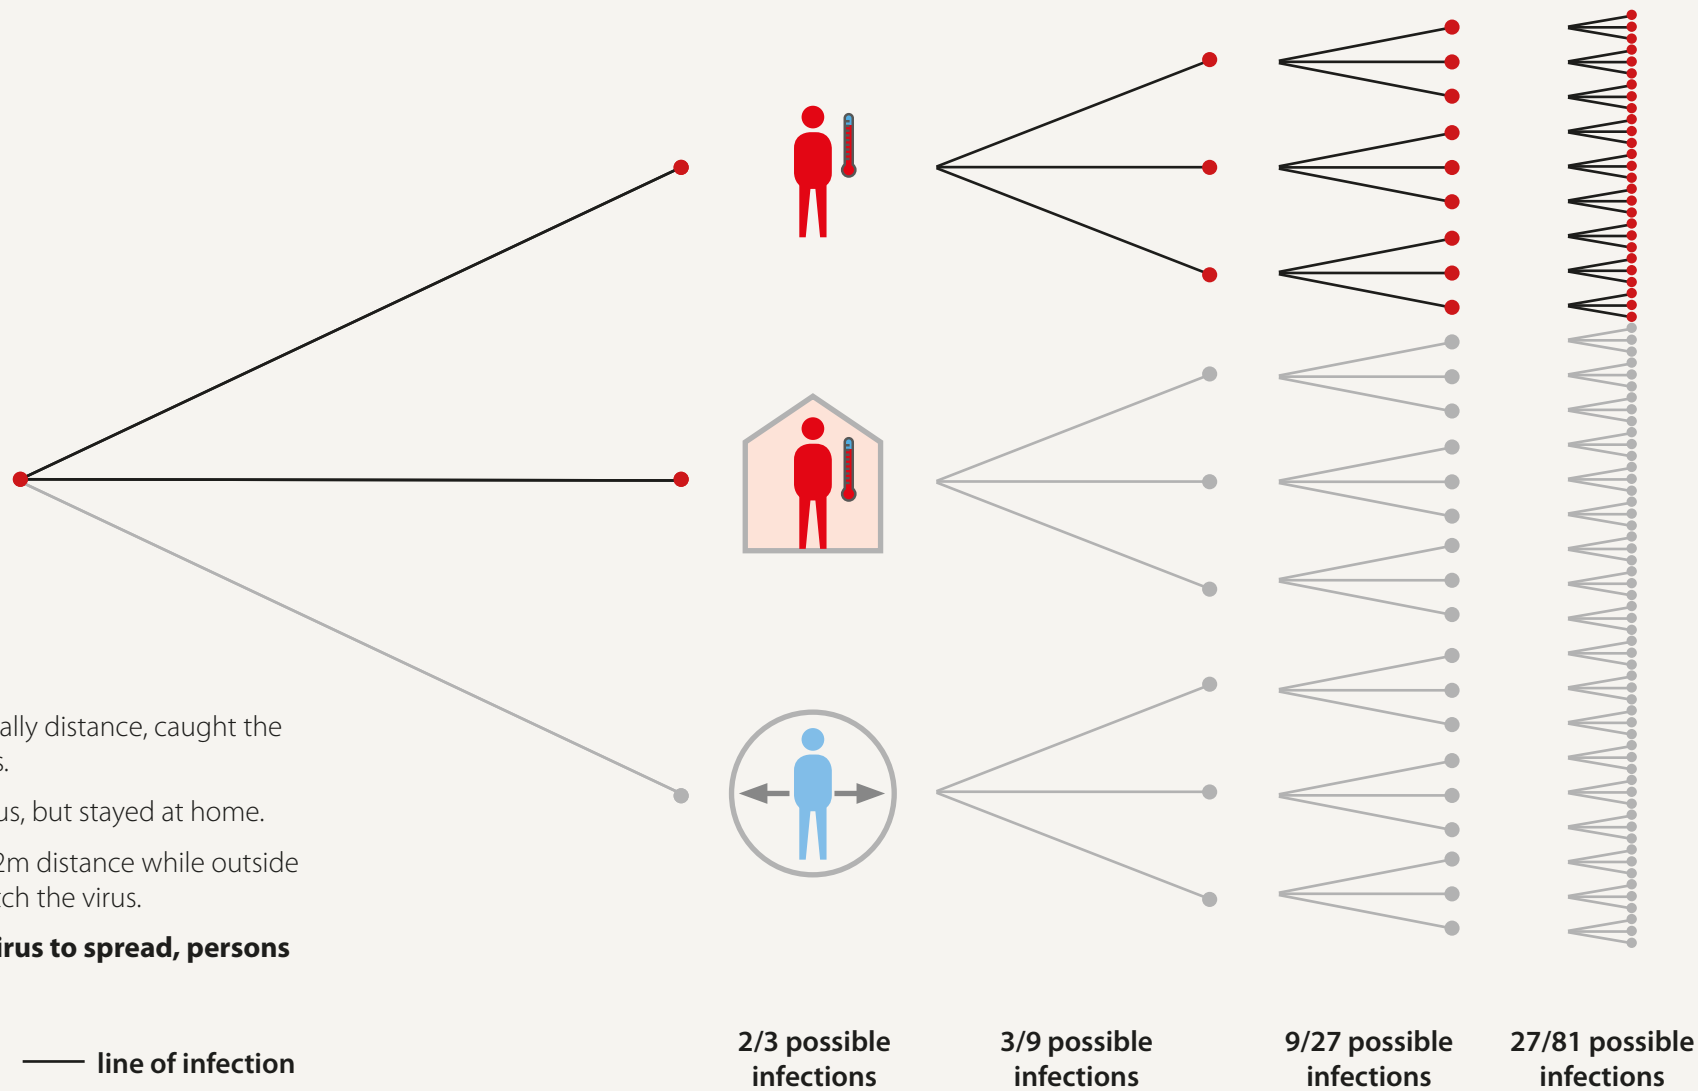 ally distance, caught the
s.
us, but stayed at home.
2m distance while outside
tch the virus.
irus to spread, persons
line of infection
2/3 possible
infections
3/9 possible
infections
9/27 possible
infections
27/81 possible
infections